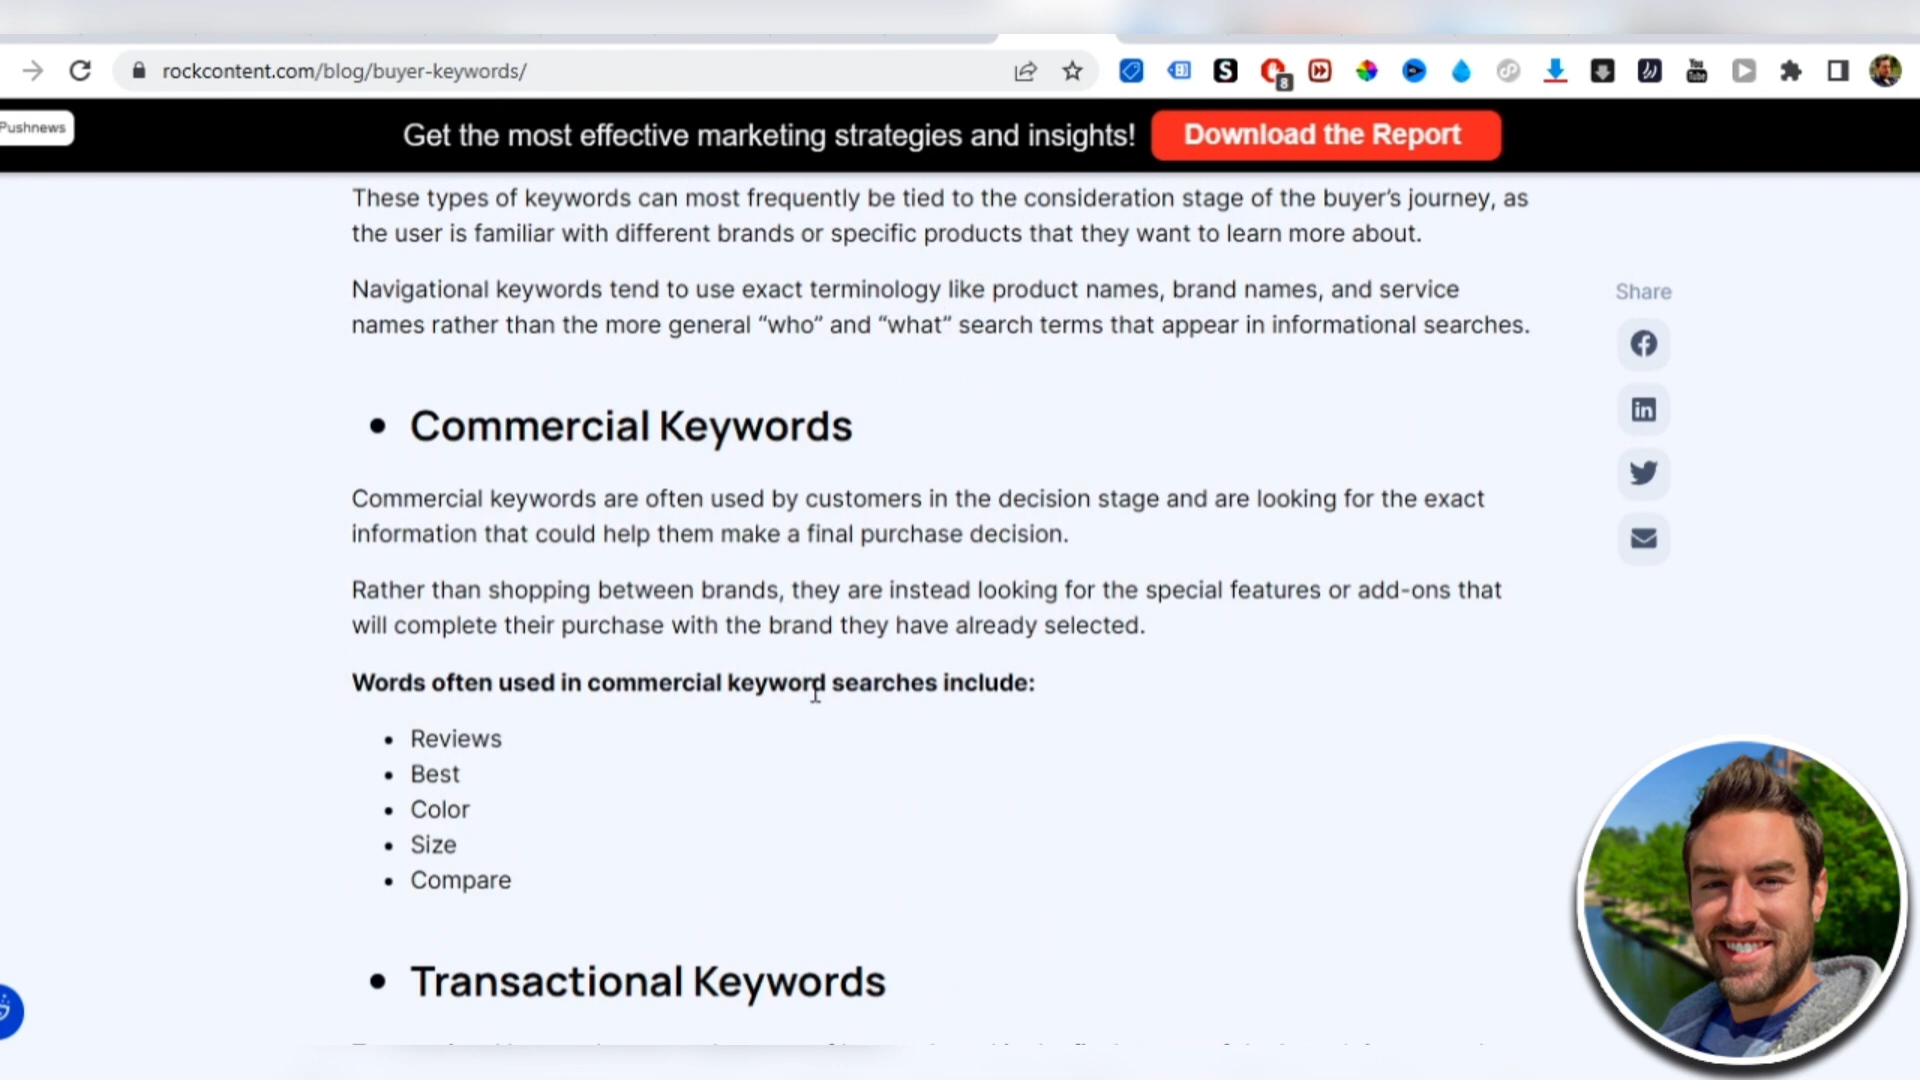 rockcontent.com/blog/buyer-keywords/
8
You
Tube
Pushnews
Get the most effective marketing strategies and insights! Download the Report
These types of keywords can most frequently be tied to the consideration stage of the buyer’s journey, as
the user is familiar with different brands or specific products that they want to learn more about.
Navigational keywords tend to use exact terminology like product names, brand names, and service
names rather than the more general “who” and “what” search terms that appear in informational searches.
Share
• Commercial Keywords
Commercial keywords are often used by customers in the decision stage and are looking for the exact
information that could help them make a final purchase decision.
Rather than shopping between brands, they are instead looking for the special features or add-ons that
will complete their purchase with the brand they have already selected.
Words often used in commercial keyword searches include:
• Reviews
• Best
• Color
• Size
• Compare
• Transactional Keywords